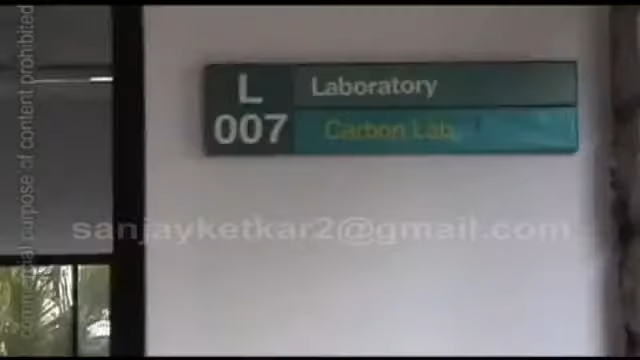 L
007
Laboratory
Carbon Lab
sanjayketkar2@gmail.com
commercial purpose of content prohibited